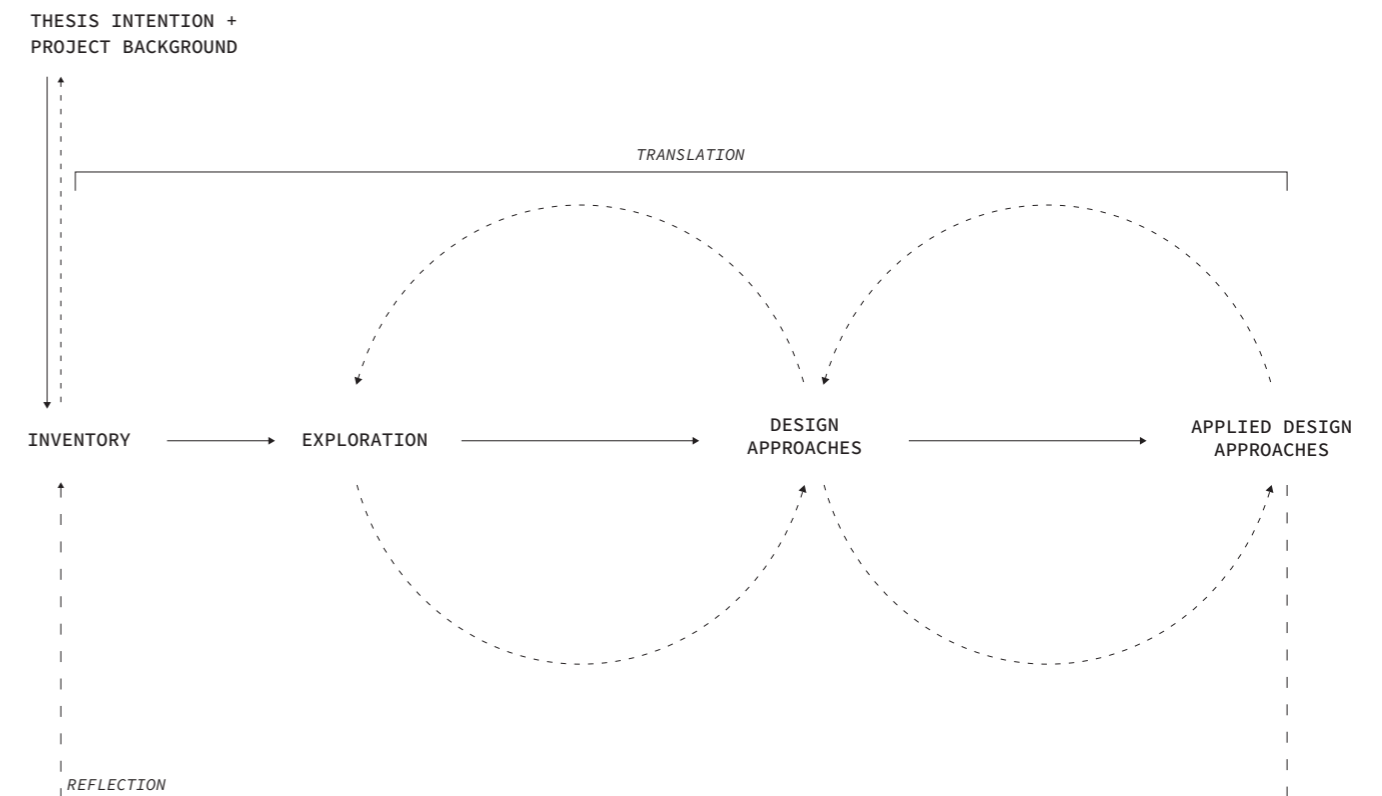 THESIS INTENTION +
PROJECT BACKGROUND
TRANSLATION
INVENTORY
EXPLORATION
DESIGN
APPROACHES
APPLIED DESIGN
APPROACHES
REFLECTION